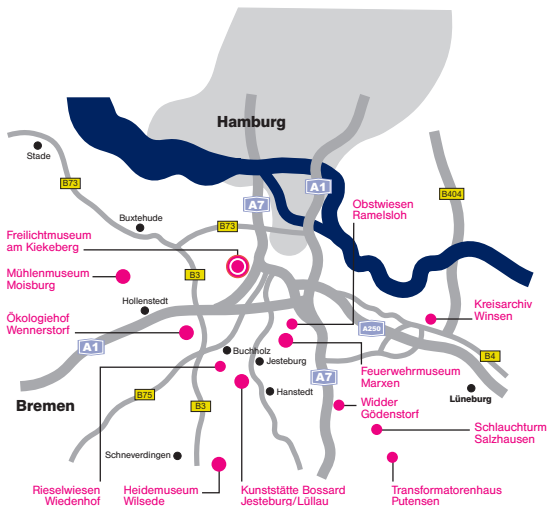 Hamburg
Stade
B73
A1
A7
B404
Obstwiesen
Ramelsloh
Buxtehude
B73
Freilichtmuseum
am Kiekeberg
Mühlenmuseum
Moisburg
B3
Hollenstedt
Kreisarchiv
Winsen
Ökologiehof
Wennerstorf
A250
A1
Buchholz
Jesteburg
B4
Feuerwehrmuseum
Marxen
A7
Hanstedt
Lüneburg
B75
B3
Bremen
Widder
Gödenstorf
Schlauchturm
Salzhausen
Schneverdingen
Rieselwiesen
Wiedenhof
Heidemuseum
Wilsede
Kunststätte Bossard
Jesteburg/Lüllau
Transformatorenhaus
Putensen